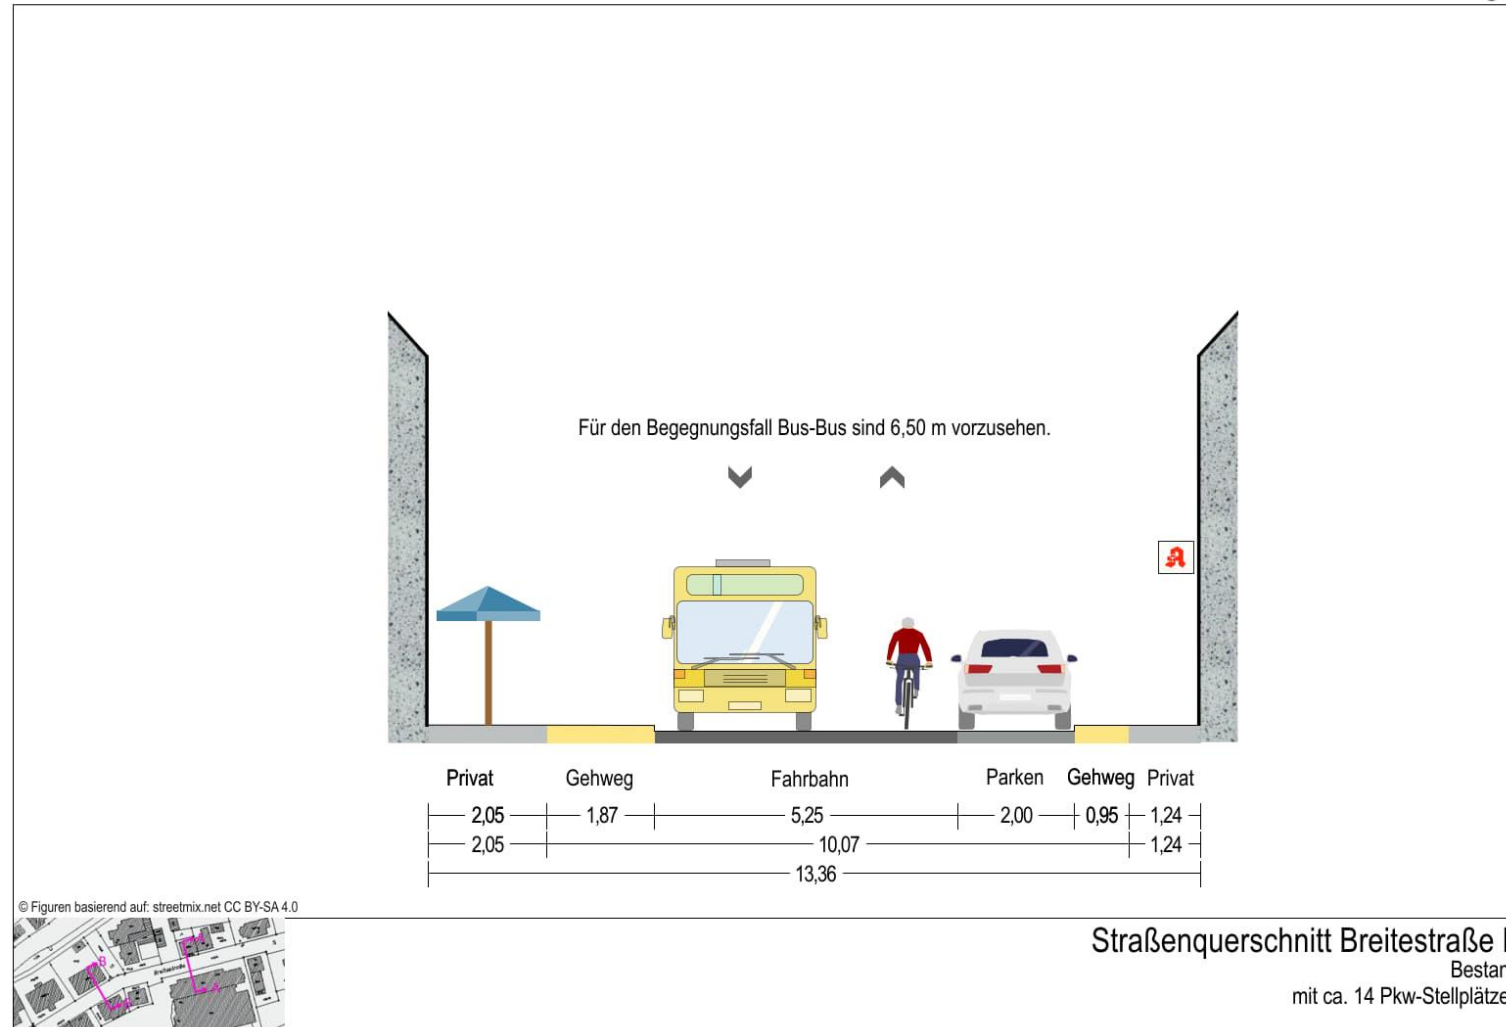 Für den Begegnungsfall Bus-Bus sind 6,50 m vorzusehen.
A
Privat Gehweg Fahrbahn Parken Gehweg Privat
2,05 1,87 5,25 2,00 0,95 1,24
2,05 10,07 1,24
13,36
© Figuren basierend auf: streetmix.net CC BY-SA 4.0
B
Breitestraße
A
Straßenquerschnitt Breitestraße
Bestan
mit ca. 14 Pkw-Stellplätze